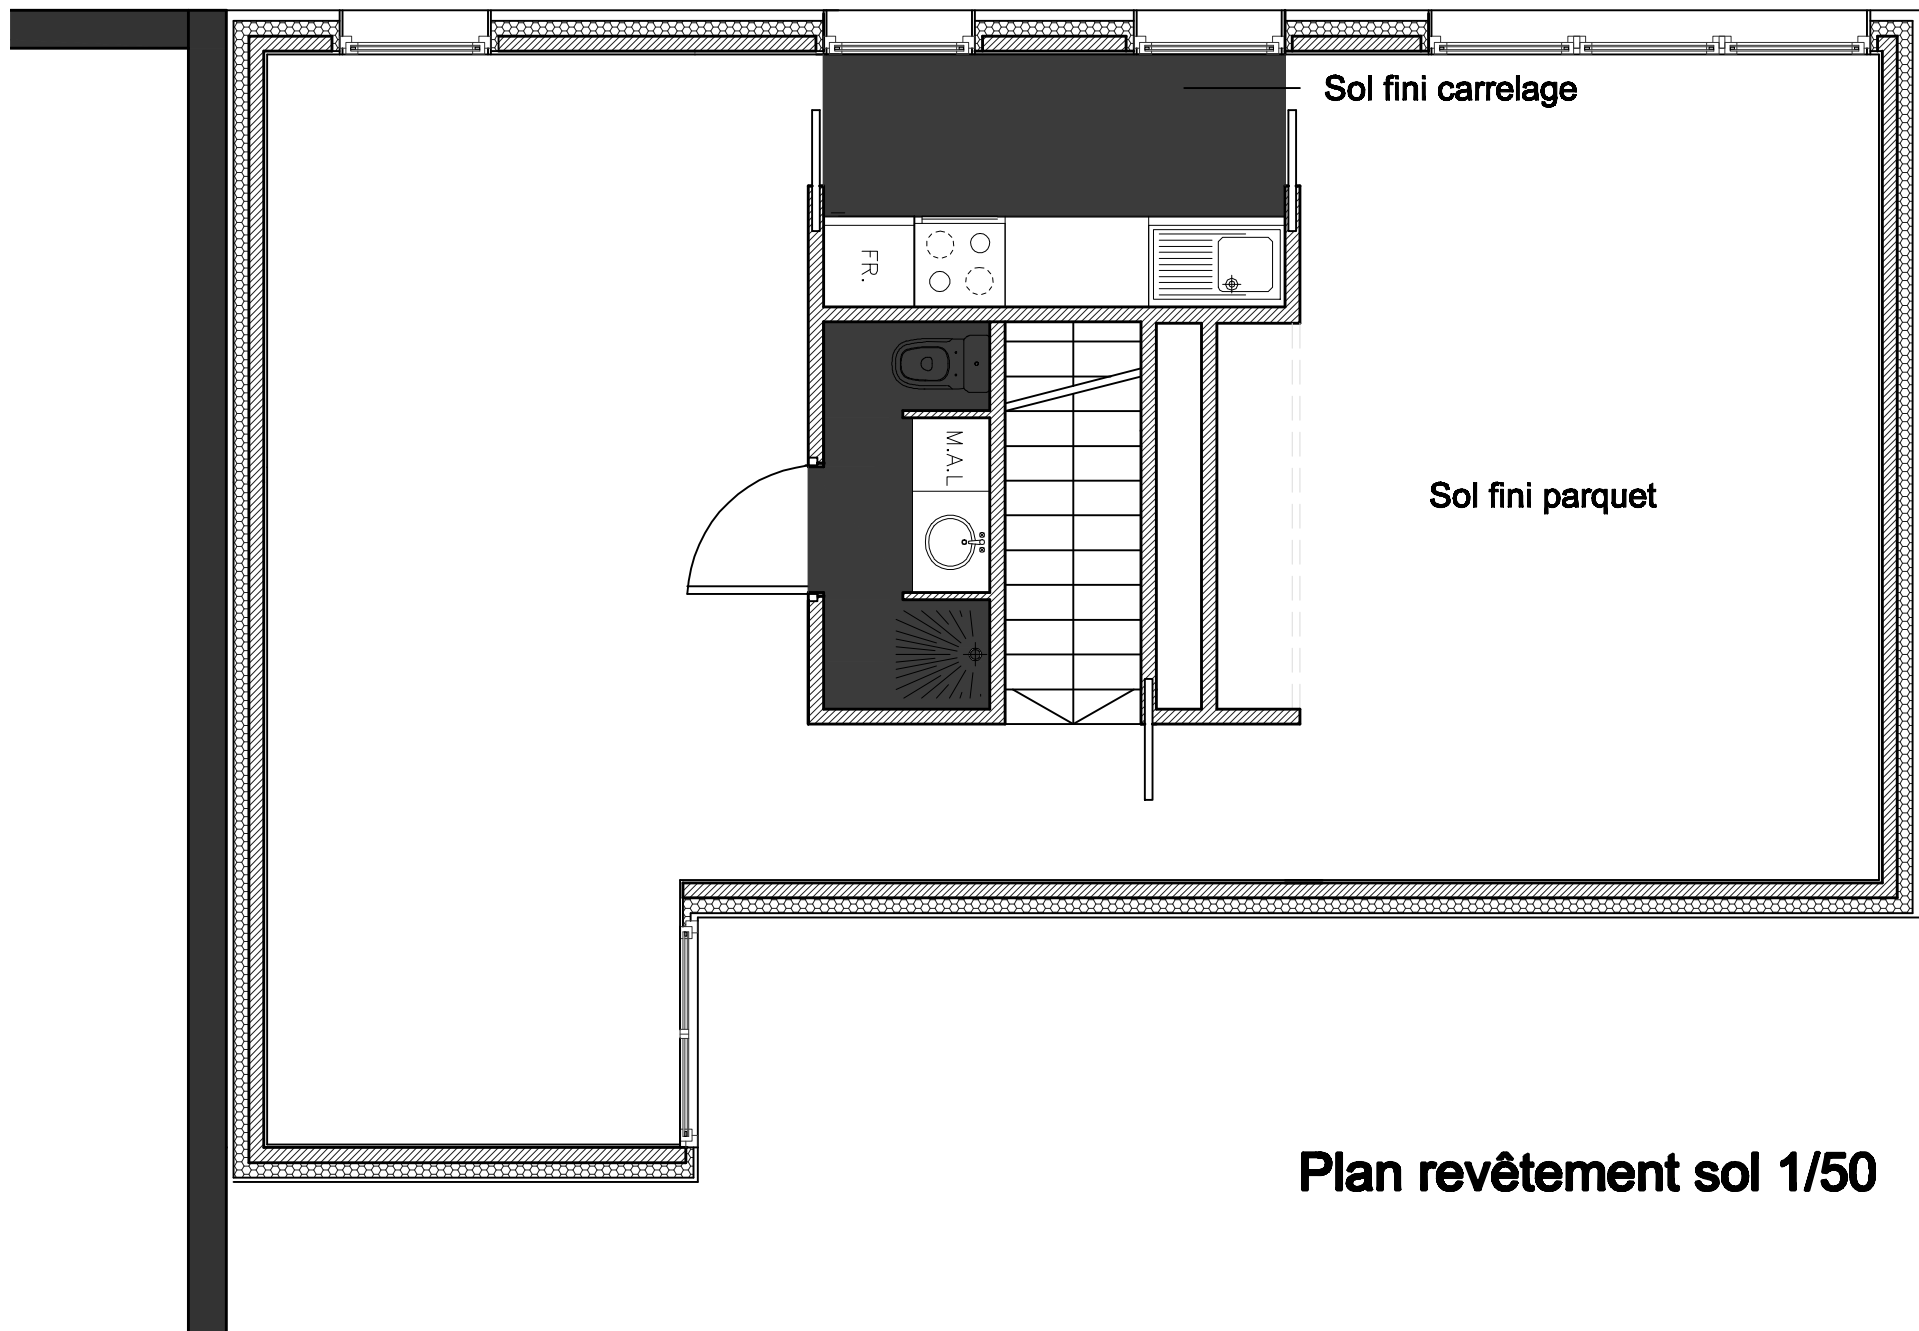 Sol fini carrelage
FR.
M.A.L
Sol fini parquet
Plan revêtement sol 1/50